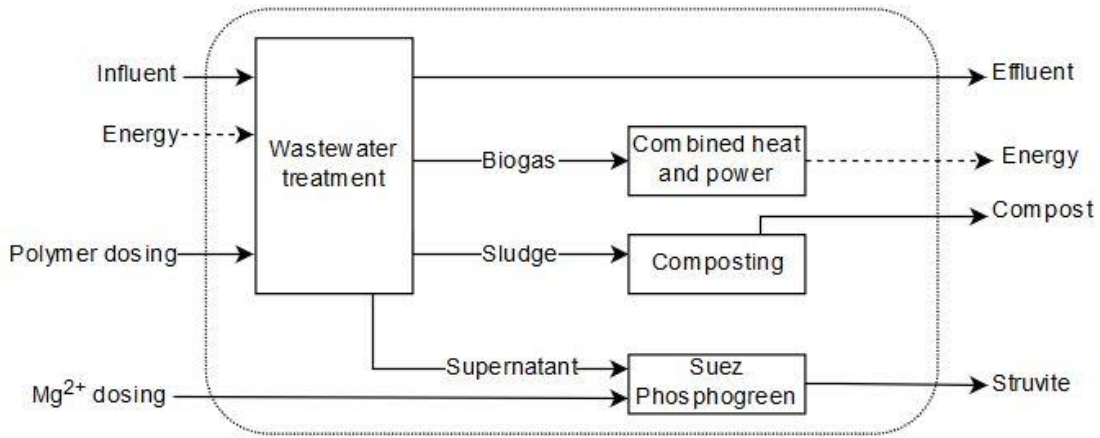 Influent
Effluent
Energy
Wastewater
treatment
Biogas
Combined heat
and power
Energy
Compost
Polymer dosing
Sludge
Composting
Supernatant
Suez
Phosphogreen
Mg²⁺ dosing
Struvite